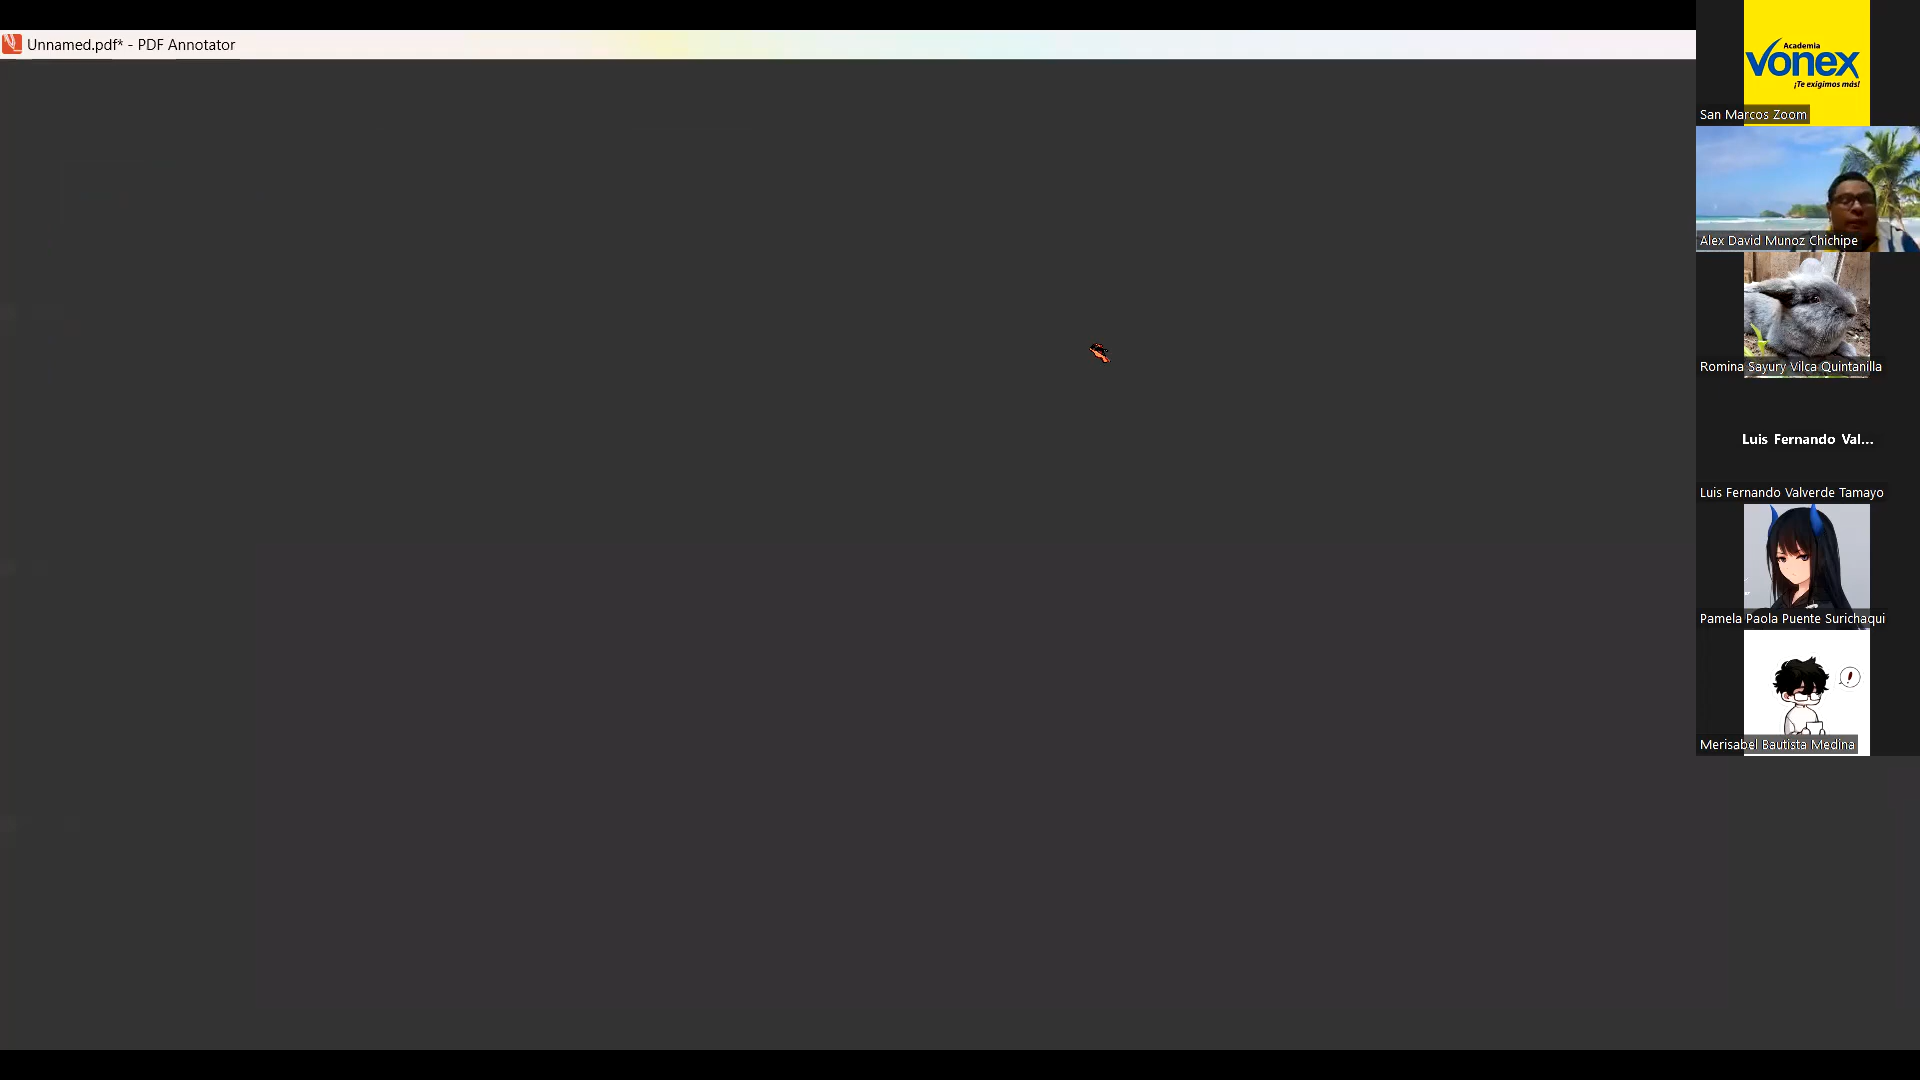 Unnamed.pdf* - PDF Annotator
Academia
Vonex
¡Te exigimos más!
San Marcos Zoom
Alex David Munoz Chichipe
Romina Sayury Vilca Quintanilla
Luis Fernando Val...
Luis Fernando Valverde Tamayo
Pamela Paola Puente Surichaqui
!
Merisabel Bautista Medina